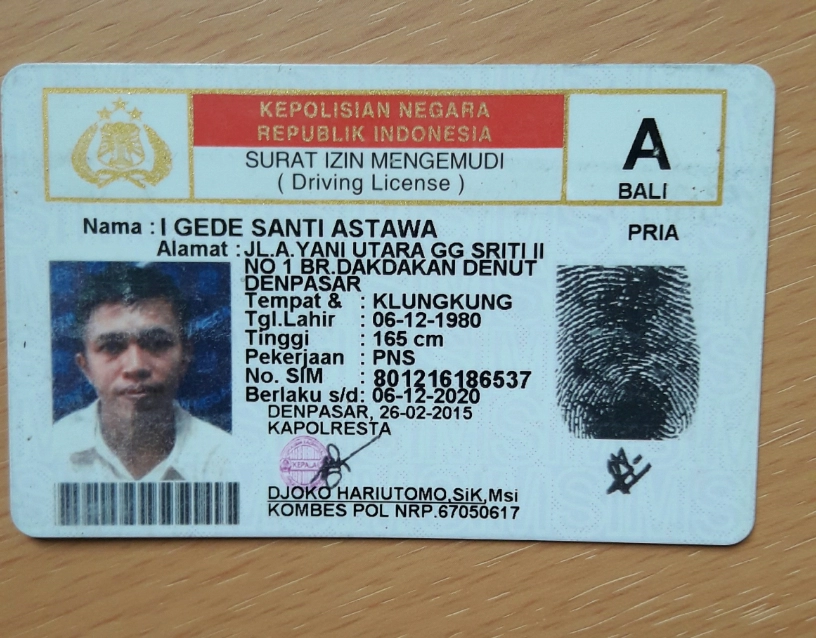 KEPOLISIAN NEGARA
REPUBLIK INDONESIA
SURAT IZIN MENGEMUDI
( Driving License )
A
BALI
Nama : I GEDE SANTI ASTAWA
PRIA
Alamat : JL.A.YANI UTARA GG SRITI II
NO 1 BR.DAKDAKAN DENUT
DENPASAR
Tempat & : KLUNGKUNG
Tgl.Lahir : 06-12-1980
Tinggi : 165 cm
Pekerjaan : PNS
No. SIM : 801216186537
Berlaku s/d : 06-12-2020
DENPASAR, 26-02-2015
KAPOLRESTA
KEPALA
DJOKO HARIUTOMO,SiK,Msi
KOMBES POL NRP.67050617